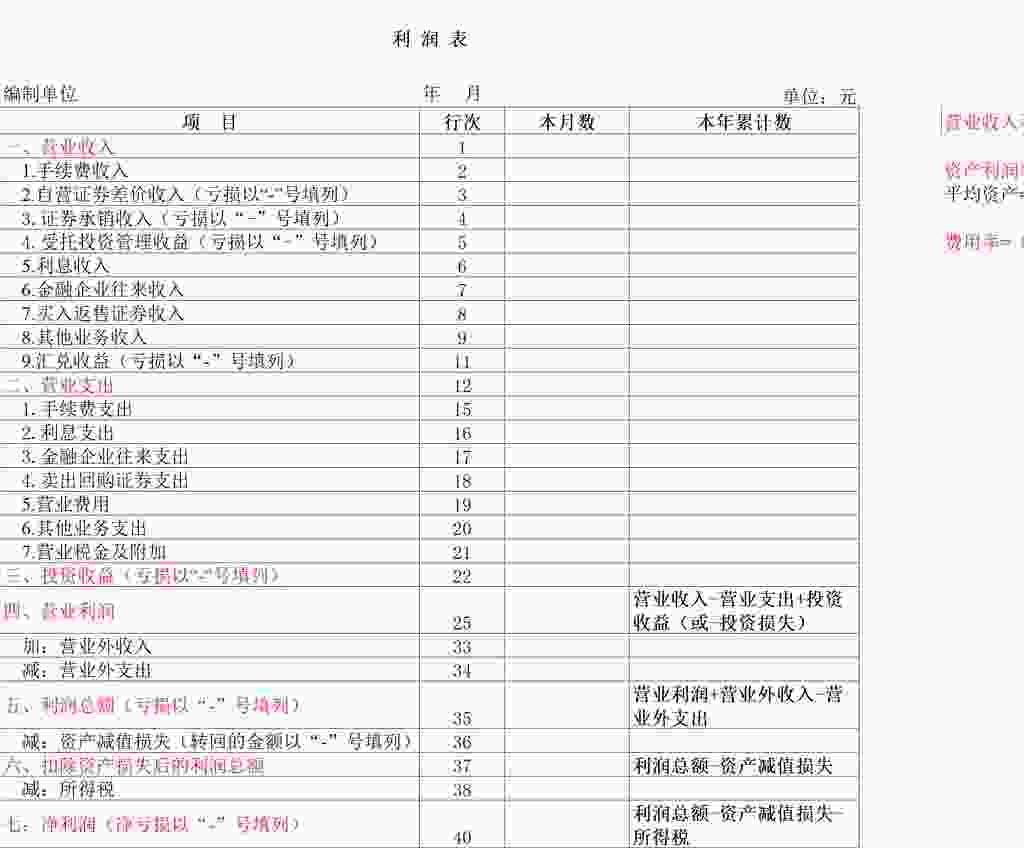 利 润 表
编制单位 年 月 单位：元
项 目 行次 本月数 本年累计数
一、营业收入 1
1.手续费收入 2
2.自营证券差价收入（亏损以“-”号填列） 3
3.证券承销收入（亏损以“-”号填列） 4
4.受托投资管理收益（亏损以“-”号填列） 5
5.利息收入 6
6.金融企业往来收入 7
7.买入返售证券收入 8
8.其他业务收入 9
9.汇兑收益（亏损以“-”号填列） 11
二、营业支出 12
1.手续费支出 15
2.利息支出 16
3.金融企业往来支出 17
4.卖出回购证券支出 18
5.营业费用 19
6.其他业务支出 20
7.营业税金及附加 21
三、投资收益（亏损以“-”号填列） 22
四、营业利润 25 营业收入-营业支出+投资
收益（或-投资损失）
加：营业外收入 33
减：营业外支出 34
五、利润总额（亏损以“-”号填列） 35 营业利润+营业外收入-营
业外支出
减：资产减值损失（转回的金额以“-”号填列） 36
六、扣除资产损失后的利润总额 37 利润总额-资产减值损失
减：所得税 38
七：净利润（净亏损以“-”号填列） 40 利润总额-资产减值损失-
所得税
营业收入
资产利润
平均资产=
费用率=